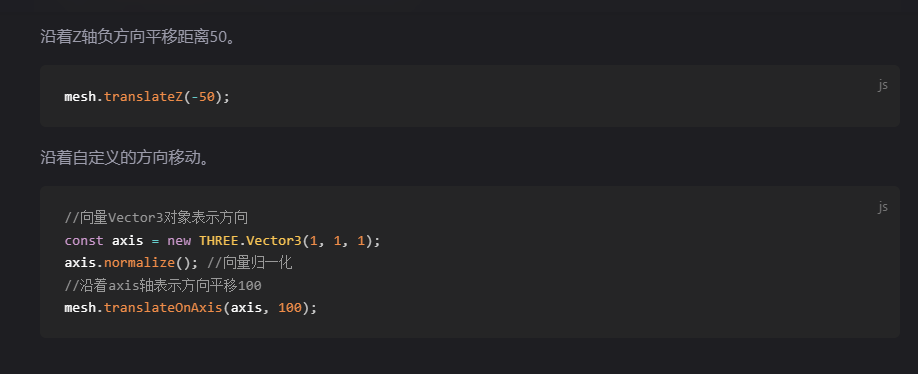 沿着Z轴负方向平移距离50。
js
mesh.translateZ(-50);
沿着自定义的方向移动。
js
//向量Vector3对象表示方向
const axis = new THREE.Vector3(1, 1, 1);
axis.normalize(); //向量归一化
//沿着axis轴表示方向平移100
mesh.translateOnAxis(axis, 100);